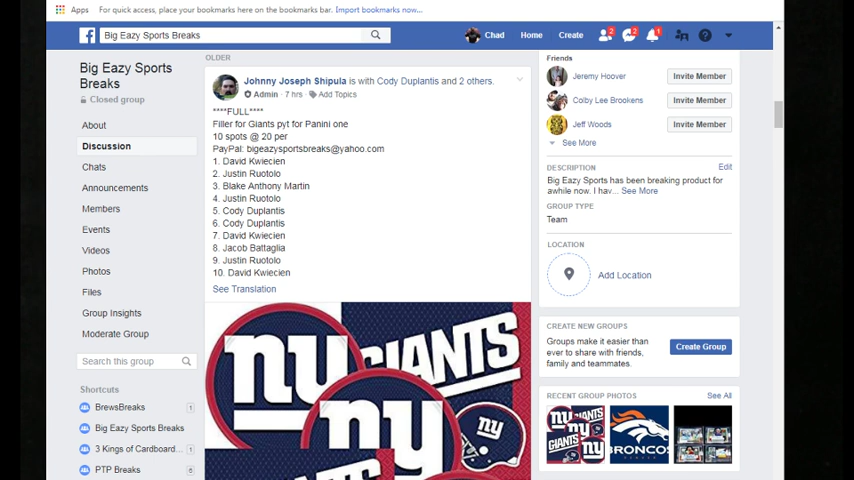 Apps For quick access, place your bookmarks here on the bookmarks bar. Import bookmarks now...
Big Eazy Sports Breaks
Chad Home Create 2 2 1
Big Eazy Sports
Breaks
Closed group
About
Discussion
Chats
Announcements
Members
Events
Videos
Photos
Files
Group Insights
Moderate Group
Search this group
Shortcuts
BrewsBreaks 1
Big Eazy Sports Breaks
3 Kings of Cardboard... 1
PTP Breaks 6
OLDER
Johnny Joseph Shipula is with Cody Duplantis and 2 others.
Admin · 7 hrs · Add Topics
****FULL****
Filler for Giants pyt for Panini one
10 spots @ 20 per
PayPal: bigeazysportsbreaks@yahoo.com
1. David Kwiecien
2. Justin Ruotolo
3. Blake Anthony Martin
4. Justin Ruotolo
5. Cody Duplantis
6. Cody Duplantis
7. David Kwiecien
8. Jacob Battaglia
9. Justin Ruotolo
10. David Kwiecien
See Translation
ny GIANTS
ny
ny
Friends
Jeremy Hoover Invite Member
Colby Lee Brookens Invite Member
Jeff Woods Invite Member
See More
DESCRIPTION Edit
Big Eazy Sports has been breaking product for
awhile now. I hav... See More
GROUP TYPE
Team
LOCATION
Add Location
CREATE NEW GROUPS
Groups make it easier than
ever to share with friends,
family and teammates.
Create Group
RECENT GROUP PHOTOS See All
BRONCOS